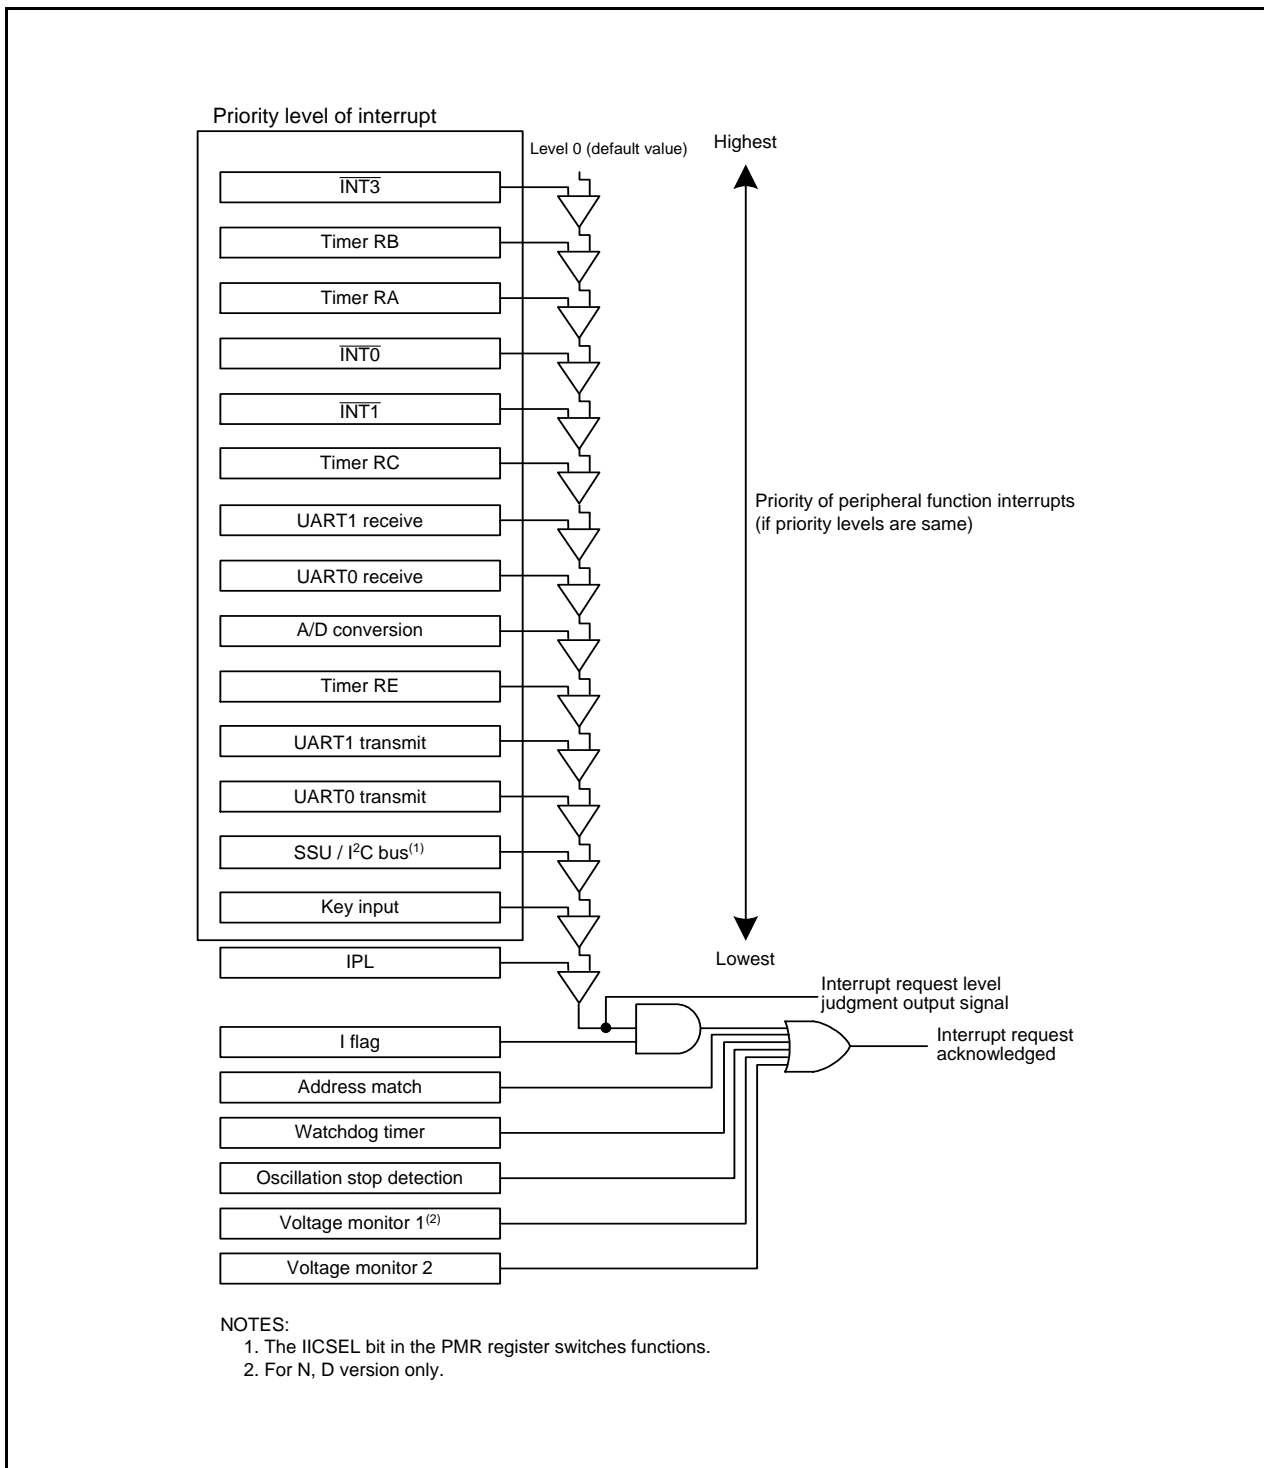 Priority level of interrupt
Level 0 (default value)
Highest
INT3
Timer RB
Timer RA
INT0
INT1
Timer RC
Priority of peripheral function interrupts
(if priority levels are same)
UART1 receive
UART0 receive
A/D conversion
Timer RE
UART1 transmit
UART0 transmit
SSU / I²C bus(1)
Key input
Lowest
IPL
Interrupt request level
judgment output signal
I flag
Interrupt request
acknowledged
Address match
Watchdog timer
Oscillation stop detection
Voltage monitor 1(2)
Voltage monitor 2
NOTES:
1. The IICSEL bit in the PMR register switches functions.
2. For N, D version only.